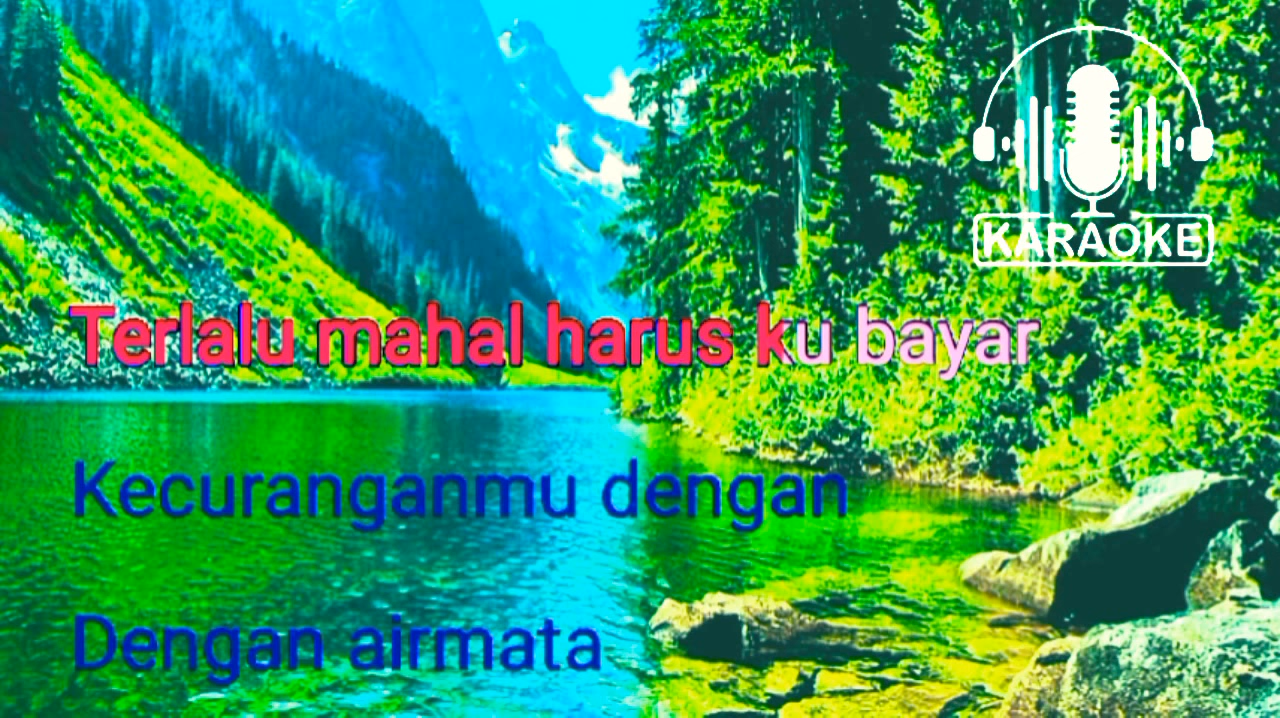 KARAOKE
Terlalu mahal harus ku bayar
Kecuranganmu dengan
Dengan airmata